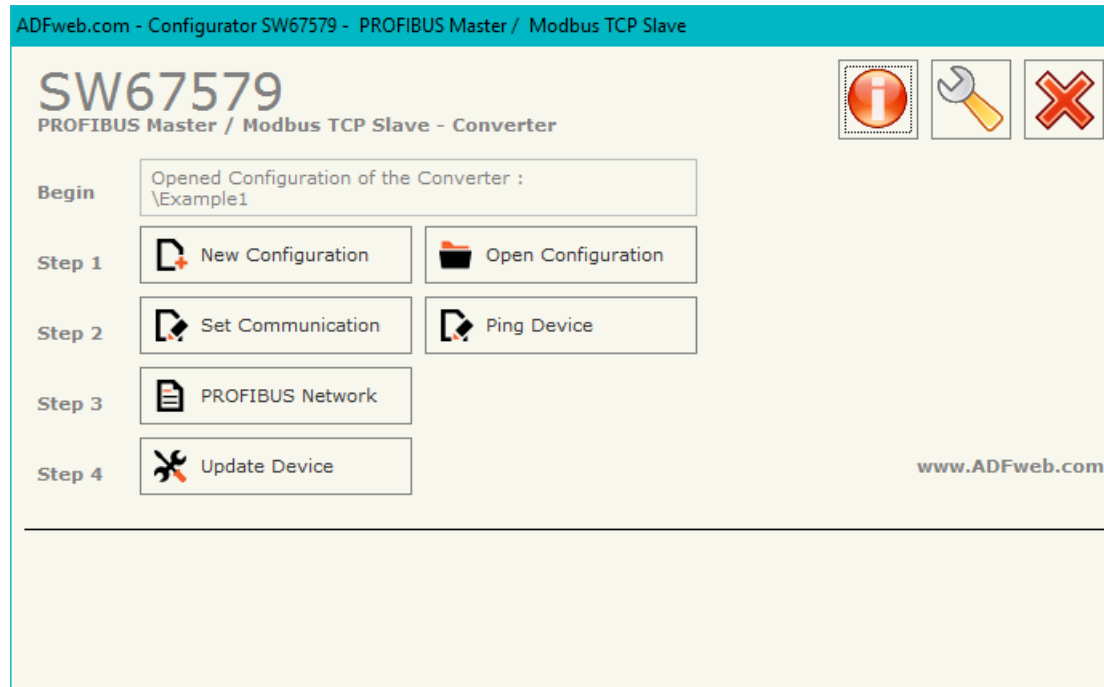 ADFweb.com - Configurator SW67579 - PROFIBUS Master / Modbus TCP Slave
SW67579
PROFIBUS Master / Modbus TCP Slave - Converter
Begin
Opened Configuration of the Converter :
\Example1
Step 1
New Configuration
Open Configuration
Step 2
Set Communication
Ping Device
Step 3
PROFIBUS Network
Step 4
Update Device
www.ADFweb.com